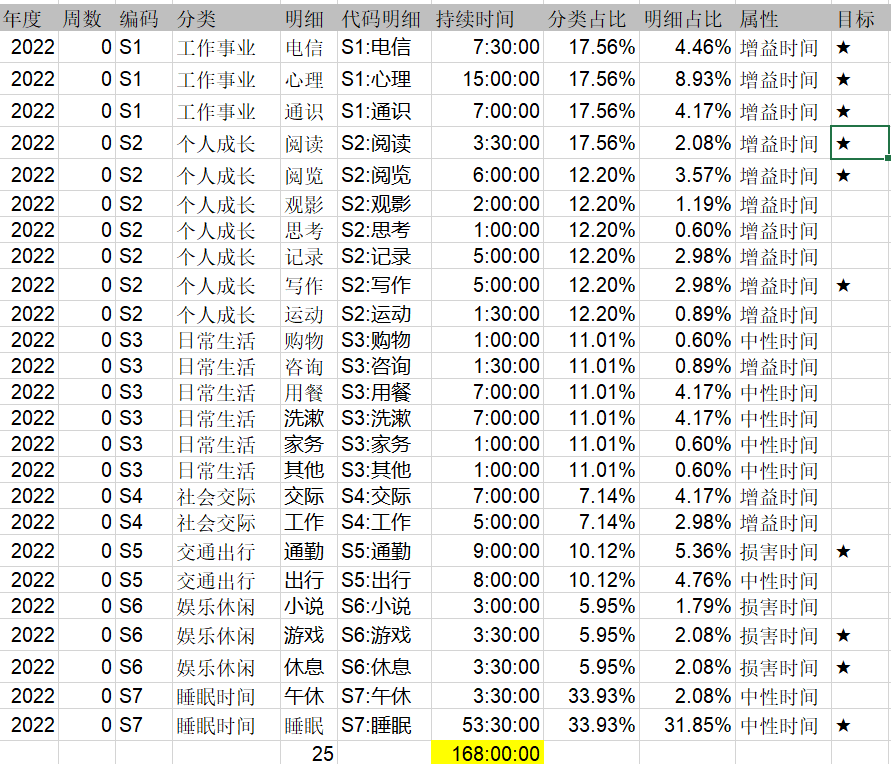 年度 周数 编码 分类 明细 代码明细 持续时间 分类占比 明细占比 属性 目标
2022 0 S1 工作事业 电信 S1:电信 7:30:00 17.56% 4.46% 增益时间 ★
2022 0 S1 工作事业 心理 S1:心理 15:00:00 17.56% 8.93% 增益时间 ★
2022 0 S1 工作事业 通识 S1:通识 7:00:00 17.56% 4.17% 增益时间 ★
2022 0 S2 个人成长 阅读 S2:阅读 3:30:00 17.56% 2.08% 增益时间 ★
2022 0 S2 个人成长 阅览 S2:阅览 6:00:00 12.20% 3.57% 增益时间 ★
2022 0 S2 个人成长 观影 S2:观影 2:00:00 12.20% 1.19% 增益时间
2022 0 S2 个人成长 思考 S2:思考 1:00:00 12.20% 0.60% 增益时间
2022 0 S2 个人成长 记录 S2:记录 5:00:00 12.20% 2.98% 增益时间
2022 0 S2 个人成长 写作 S2:写作 5:00:00 12.20% 2.98% 增益时间 ★
2022 0 S2 个人成长 运动 S2:运动 1:30:00 12.20% 0.89% 增益时间
2022 0 S3 日常生活 购物 S3:购物 1:00:00 11.01% 0.60% 中性时间
2022 0 S3 日常生活 咨询 S3:咨询 1:30:00 11.01% 0.89% 增益时间
2022 0 S3 日常生活 用餐 S3:用餐 7:00:00 11.01% 4.17% 中性时间
2022 0 S3 日常生活 洗漱 S3:洗漱 7:00:00 11.01% 4.17% 中性时间
2022 0 S3 日常生活 家务 S3:家务 1:00:00 11.01% 0.60% 中性时间
2022 0 S3 日常生活 其他 S3:其他 1:00:00 11.01% 0.60% 中性时间
2022 0 S4 社会交际 交际 S4:交际 7:00:00 7.14% 4.17% 增益时间
2022 0 S4 社会交际 工作 S4:工作 5:00:00 7.14% 2.98% 增益时间
2022 0 S5 交通出行 通勤 S5:通勤 9:00:00 10.12% 5.36% 损害时间 ★
2022 0 S5 交通出行 出行 S5:出行 8:00:00 10.12% 4.76% 中性时间
2022 0 S6 娱乐休闲 小说 S6:小说 3:00:00 5.95% 1.79% 损害时间
2022 0 S6 娱乐休闲 游戏 S6:游戏 3:30:00 5.95% 2.08% 损害时间 ★
2022 0 S6 娱乐休闲 休息 S6:休息 3:30:00 5.95% 2.08% 损害时间 ★
2022 0 S7 睡眠时间 午休 S7:午休 3:30:00 33.93% 2.08% 中性时间
2022 0 S7 睡眠时间 睡眠 S7:睡眠 53:30:00 33.93% 31.85% 中性时间 ★
25 168:00:00